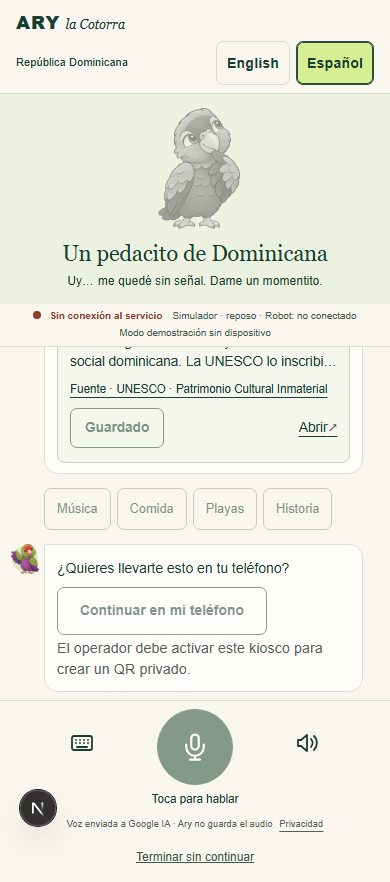 ARY la Cotorra
República Dominicana
English
Español
Un pedacito de Dominicana
Uy… me quedé sin señal. Dame un momentito.
Sin conexión al servicio Simulador · reposo · Robot: no conectado
Modo demostración sin dispositivo
social dominicana. La UNESCO lo inscribi…
Fuente · UNESCO · Patrimonio Cultural Inmaterial
Guardado
Abrir↗
Música
Comida
Playas
Historia
¿Quieres llevarte esto en tu teléfono?
Continuar en mi teléfono
El operador debe activar este kiosco para
crear un QR privado.
Toca para hablar
N
Voz enviada a Google IA · Ary no guarda el audio Privacidad
Terminar sin continuar